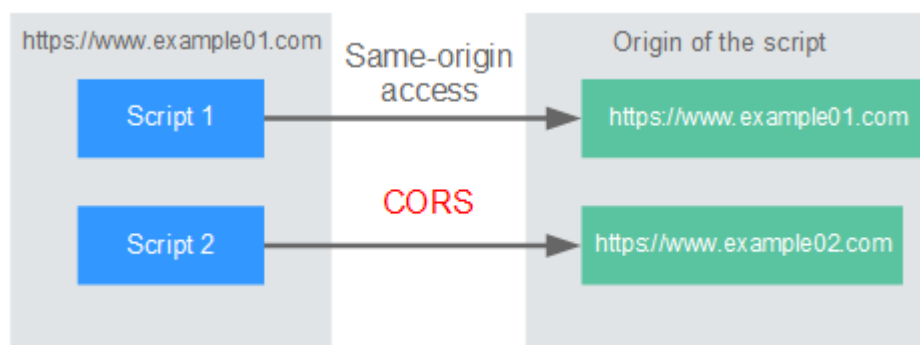 https://www.example01.com
Origin of the script
Same-origin
access
Script 1
https://www.example01.com
CORS
Script 2
https://www.example02.com